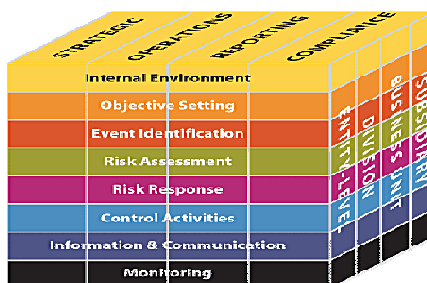 STRATEGIC
OPERATIONS
REPORTING
COMPLIANCE
Internal Environment
Objective Setting
Event Identification
Risk Assessment
Risk Response
Control Activities
Information & Communication
Monitoring
ENTITY-LEVEL
DIVISION
BUSINESS UNIT